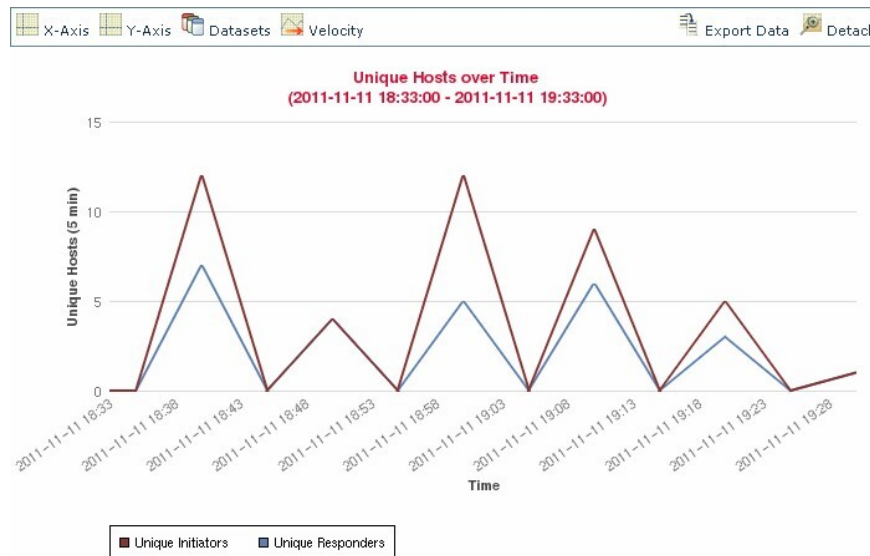 X-Axis Y-Axis Datasets Velocity Export Data Detach
Unique Hosts over Time
(2011-11-11 18:33:00 - 2011-11-11 19:33:00)
15
10
5
0
Unique Hosts (5 min)
2011-11-11 18:33
2011-11-11 18:38
2011-11-11 18:43
2011-11-11 18:48
2011-11-11 18:53
2011-11-11 18:58
2011-11-11 19:03
2011-11-11 19:08
2011-11-11 19:13
2011-11-11 19:18
2011-11-11 19:23
2011-11-11 19:28
Time
Unique Initiators Unique Responders